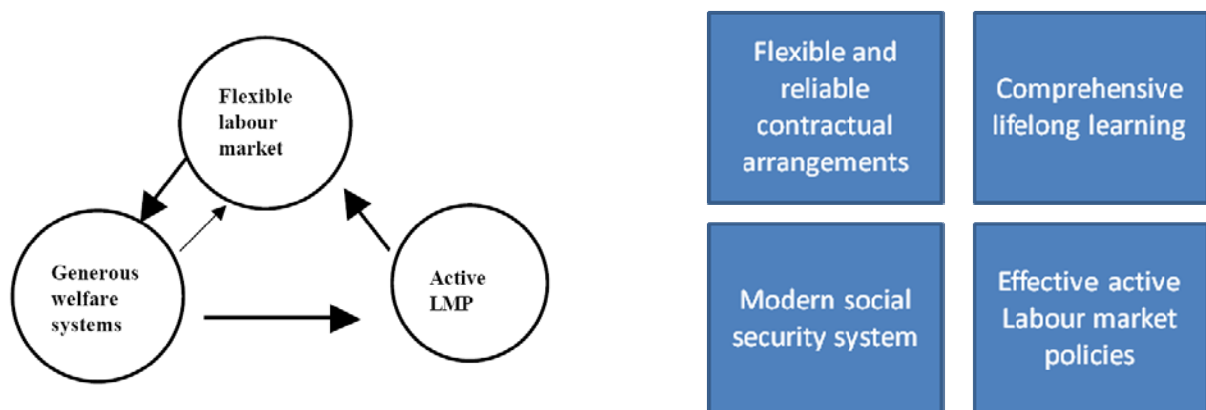 Flexible
labour
market
Generous
welfare
systems
Active
LMP
Flexible and
reliable
contractual
arrangements
Comprehensive
lifelong learning
Modern social
security system
Effective active
Labour market
policies